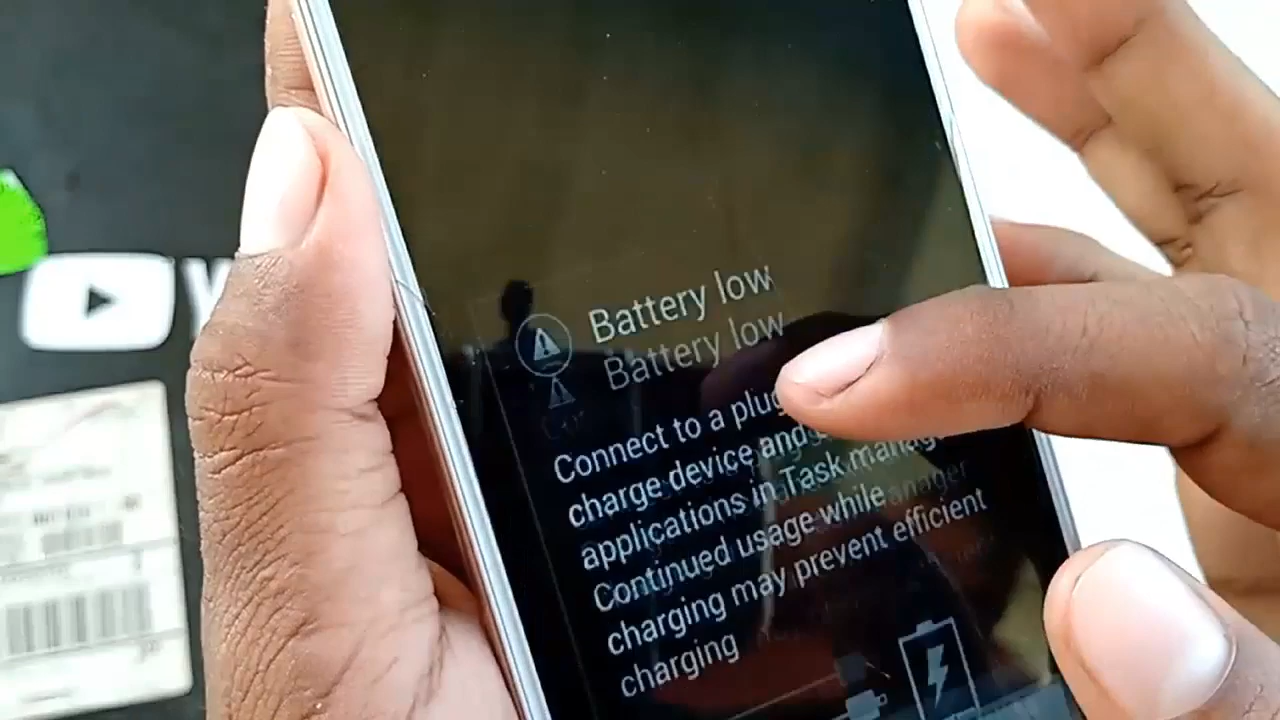 Battery low
Battery low
Connect to a plug
charge device and
applications in Task manag
Continued usage while anager
charging may prevent efficient
charging